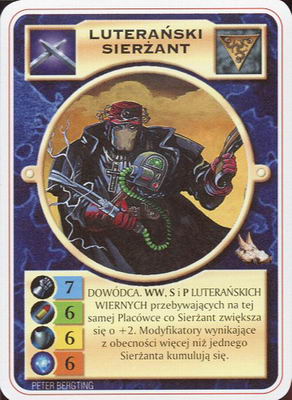 LUTERAŃSKI
SIERŻANT
7
6
6
6
DOWÓDCA. WW, S i P LUTERAŃSKICH
WIERNYCH przebywających na tej
samej Placówce co Sierżant zwiększa
się o +2. Modyfikatory wynikające
z obecności więcej niż jednego
Sierżanta kumulują się.
PETER BERGTING